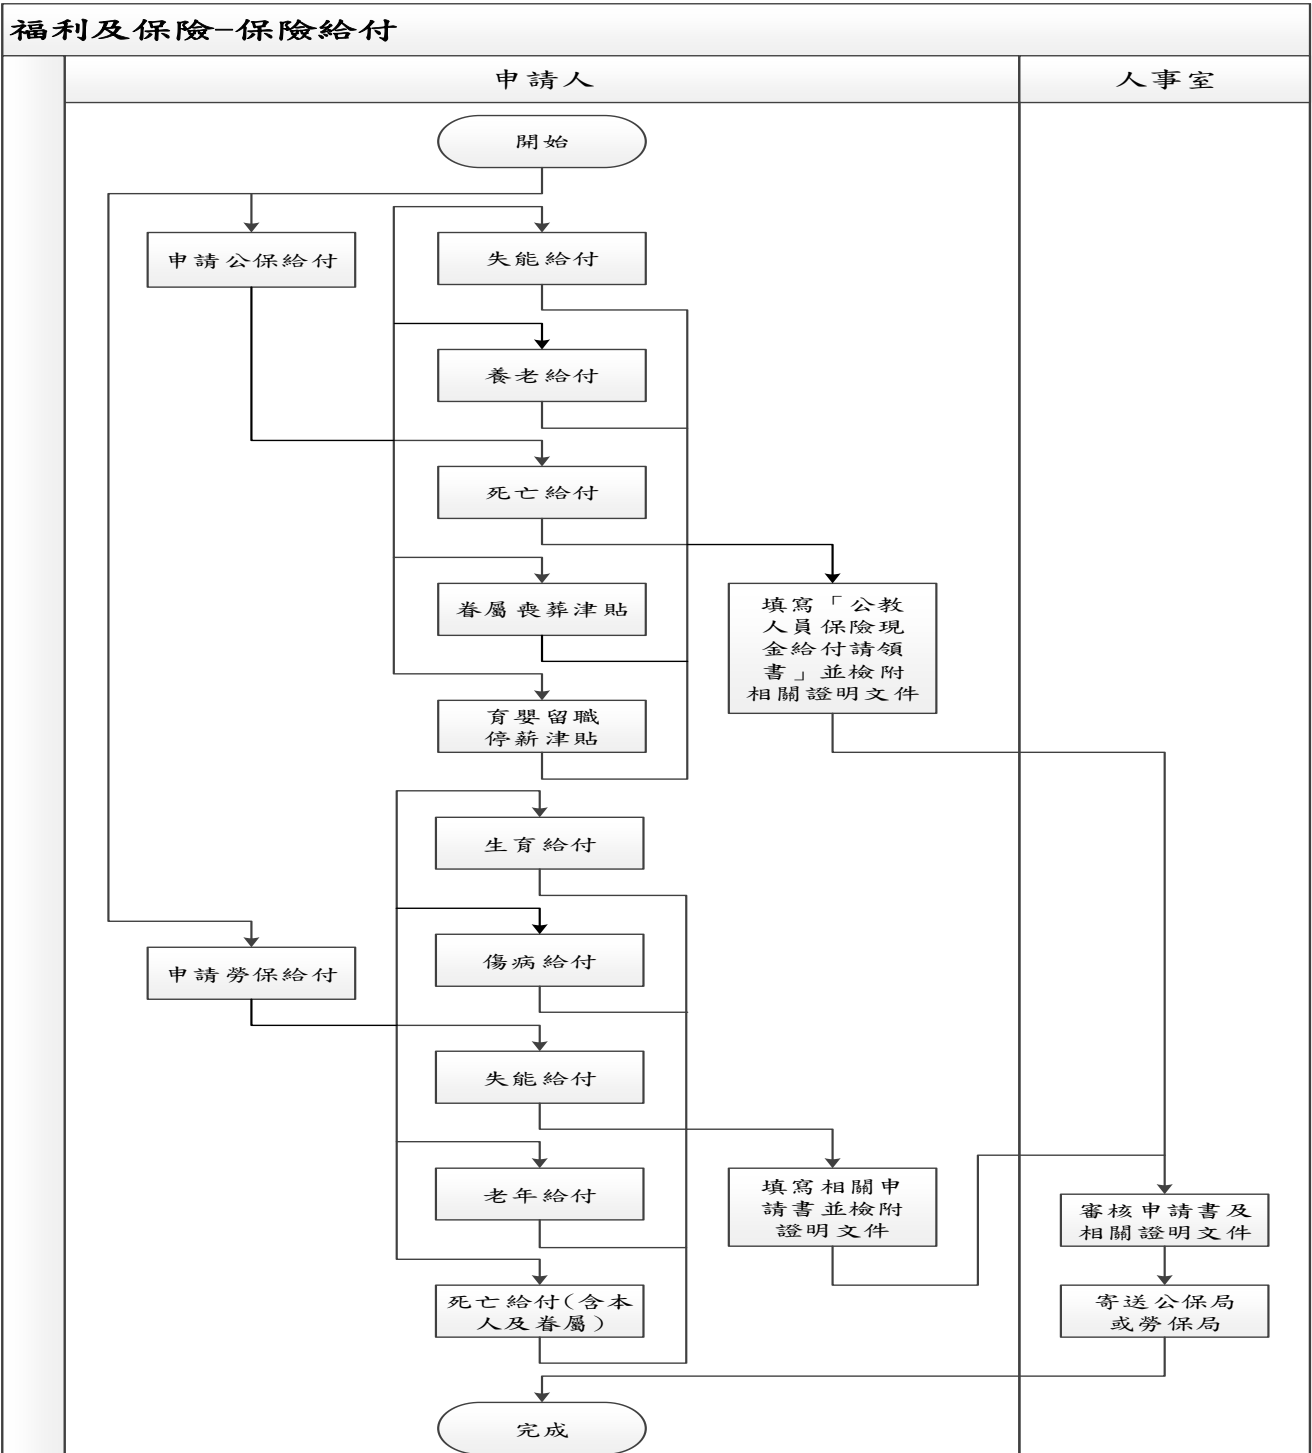 福利及保險-保險給付
申請人
人事室
開始
申請公保給付
失能給付
養老給付
死亡給付
眷屬喪葬津貼
填寫「公教
人員保險現
金給付請領
書」並檢附
相關證明文件
育嬰留職
停薪津貼
生育給付
傷病給付
申請勞保給付
失能給付
老年給付
填寫相關申
請書並檢附
證明文件
審核申請書及
相關證明文件
死亡給付(含本
人及眷屬)
寄送公保局
或勞保局
完成